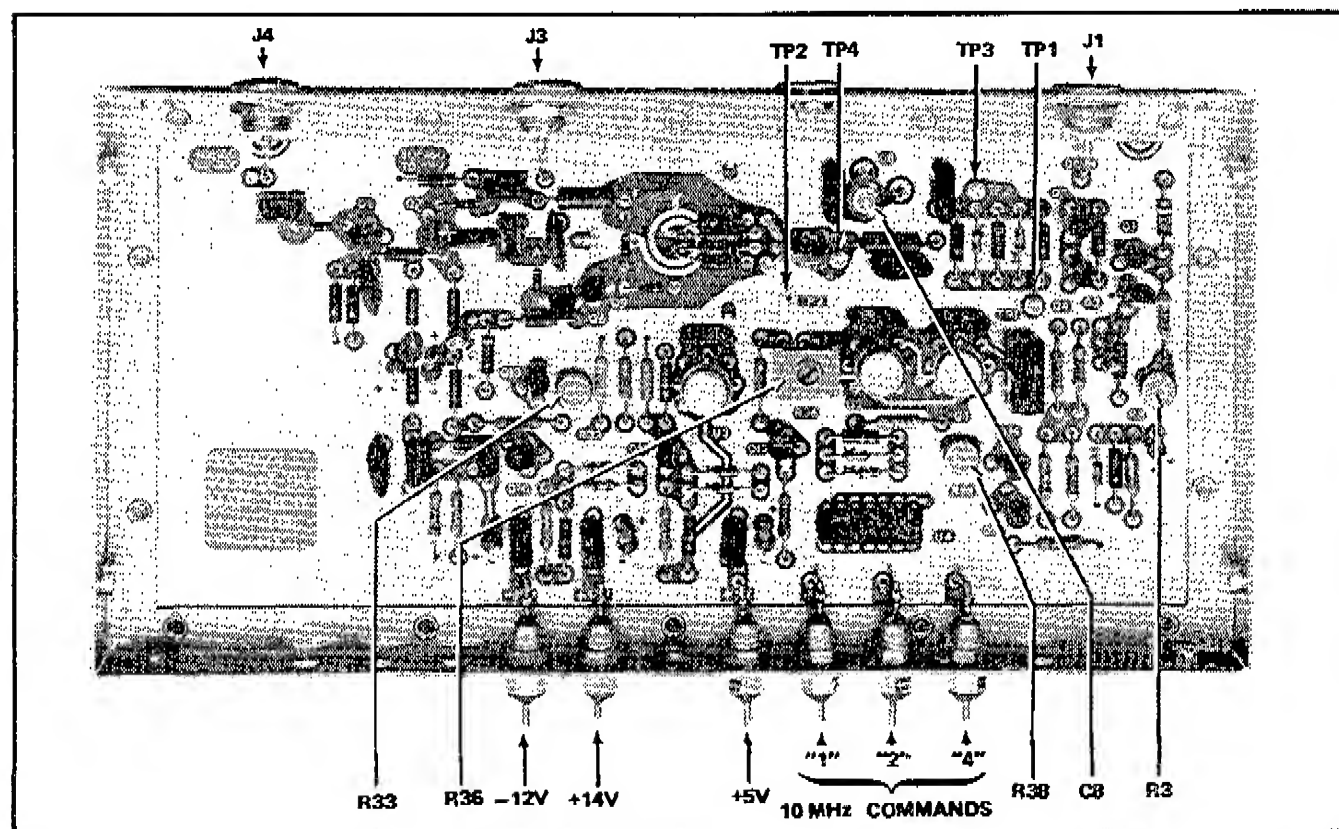 J4 J3 TP2 TP4 TP3 TP1 J1
R33 R36 −12V +14V +5V "1" "2" "4" R38 C8 R3
10 MHz COMMANDS